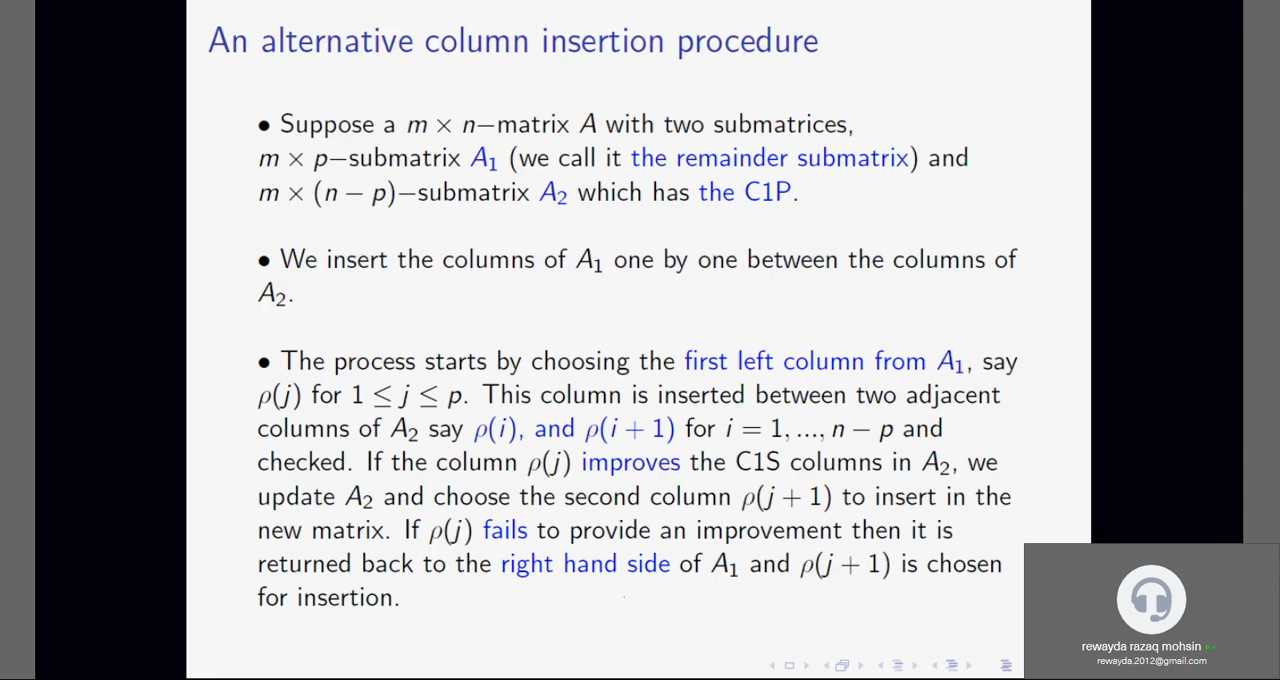 An alternative column insertion procedure
• Suppose a m × n−matrix A with two submatrices,
m × p−submatrix A₁ (we call it the remainder submatrix) and
m × (n − p)−submatrix A₂ which has the C1P.
• We insert the columns of A₁ one by one between the columns of
A₂.
• The process starts by choosing the first left column from A₁, say
ρ(j) for 1 ≤ j ≤ p. This column is inserted between two adjacent
columns of A₂ say ρ(i), and ρ(i + 1) for i = 1, ..., n − p and
checked. If the column ρ(j) improves the C1S columns in A₂, we
update A₂ and choose the second column ρ(j + 1) to insert in the
new matrix. If ρ(j) fails to provide an improvement then it is
returned back to the right hand side of A₁ and ρ(j + 1) is chosen
for insertion.
rewayda razaq mohsin
rewayda.2012@gmail.com